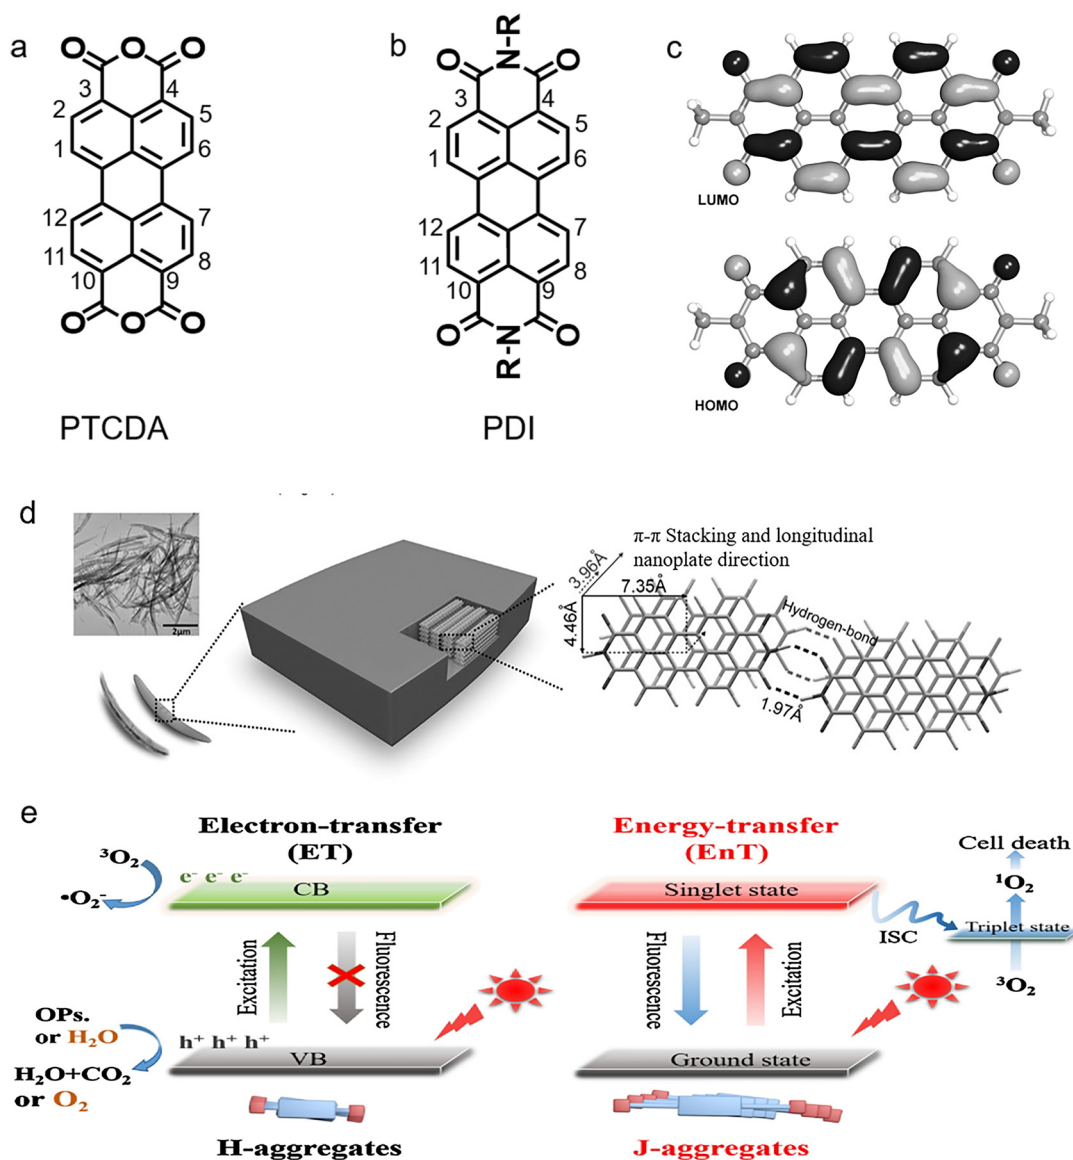 a
O O O
3 4
2 5
1 6
12 7
11 8
10 9
O O O
PTCDA
b
R
O N O
3 4
2 5
1 6
12 7
11 8
10 9
O R-N O
PDI
c
LUMO
HOMO
d
2μm
π-π Stacking and longitudinal
nanoplate direction
3.96Å
7.35Å
4.46Å
Hydrogen-bond
1.97Å
e
Electron-transfer
(ET)
³O₂
•O₂⁻
e⁻ e⁻ e⁻
CB
Excitation
Fluorescence
OPs.
or H₂O
h⁺ h⁺ h⁺
VB
H₂O+CO₂
or O₂
H-aggregates
Energy-transfer
(EnT)
Singlet state
Cell death
¹O₂
ISC
Triplet state
³O₂
Fluorescence
Excitation
Ground state
J-aggregates